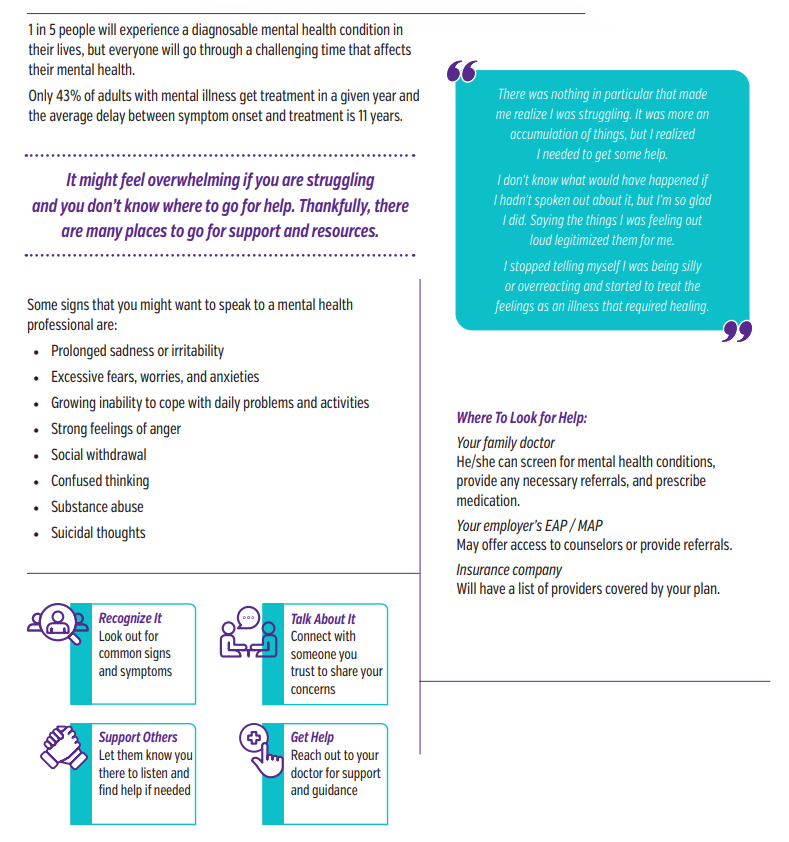 1 in 5 people will experience a diagnosable mental health condition in
their lives, but everyone will go through a challenging time that affects
their mental health.
Only 43% of adults with mental illness get treatment in a given year and
the average delay between symptom onset and treatment is 11 years.
It might feel overwhelming if you are struggling
and you don't know where to go for help. Thankfully, there
are many places to go for support and resources.
Some signs that you might want to speak to a mental health
professional are:
• Prolonged sadness or irritability
• Excessive fears, worries, and anxieties
• Growing inability to cope with daily problems and activities
• Strong feelings of anger
• Social withdrawal
• Confused thinking
• Substance abuse
• Suicidal thoughts
Recognize It
Look out for
common signs
and symptoms
Talk About It
Connect with
someone you
trust to share your
concerns
Support Others
Let them know you
there to listen and
find help if needed
Get Help
Reach out to your
doctor for support
and guidance
“
There was nothing in particular that made
me realize I was struggling. It was more an
accumulation of things, but I realized
I needed to get some help.
I don't know what would have happened if
I hadn't spoken out about it, but I'm so glad
I did. Saying the things I was feeling out
loud legitimized them for me.
I stopped telling myself I was being silly
or overreacting and started to treat the
feelings as an illness that required healing.
”
Where To Look for Help:
Your family doctor
He/she can screen for mental health conditions,
provide any necessary referrals, and prescribe
medication.
Your employer's EAP / MAP
May offer access to counselors or provide referrals.
Insurance company
Will have a list of providers covered by your plan.